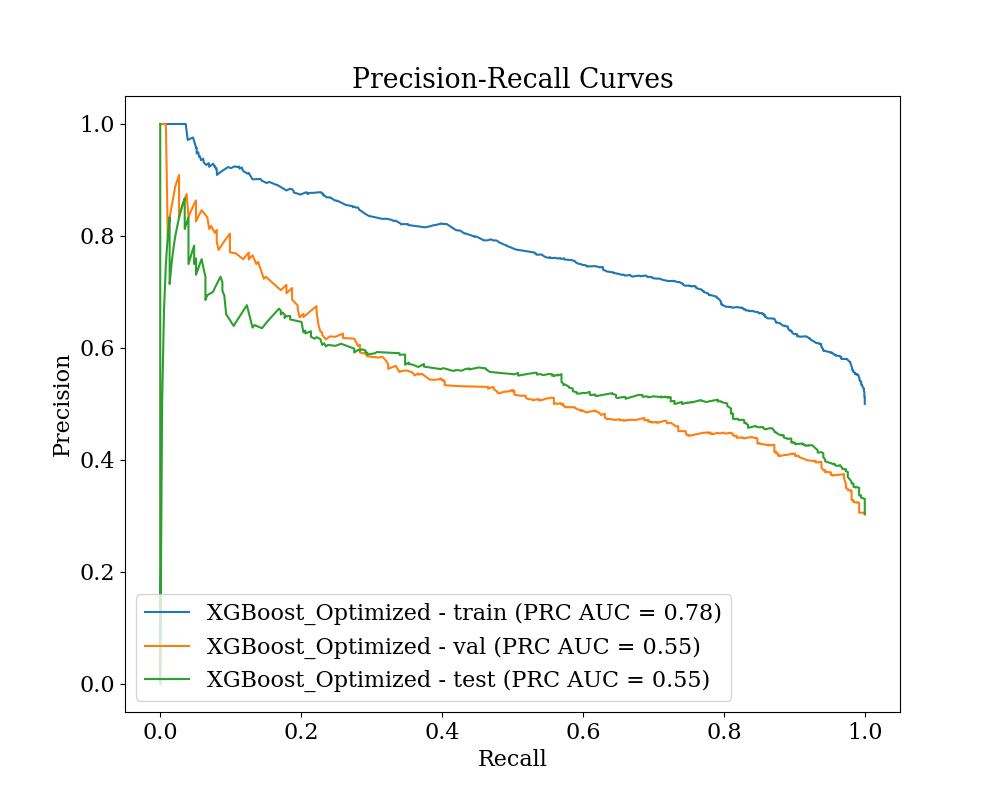 Precision-Recall Curves
Precision
1.0
0.8
0.6
0.4
0.2
0.0
XGBoost_Optimized - train (PRC AUC = 0.78)
XGBoost_Optimized - val (PRC AUC = 0.55)
XGBoost_Optimized - test (PRC AUC = 0.55)
0.0 0.2 0.4 0.6 0.8 1.0
Recall